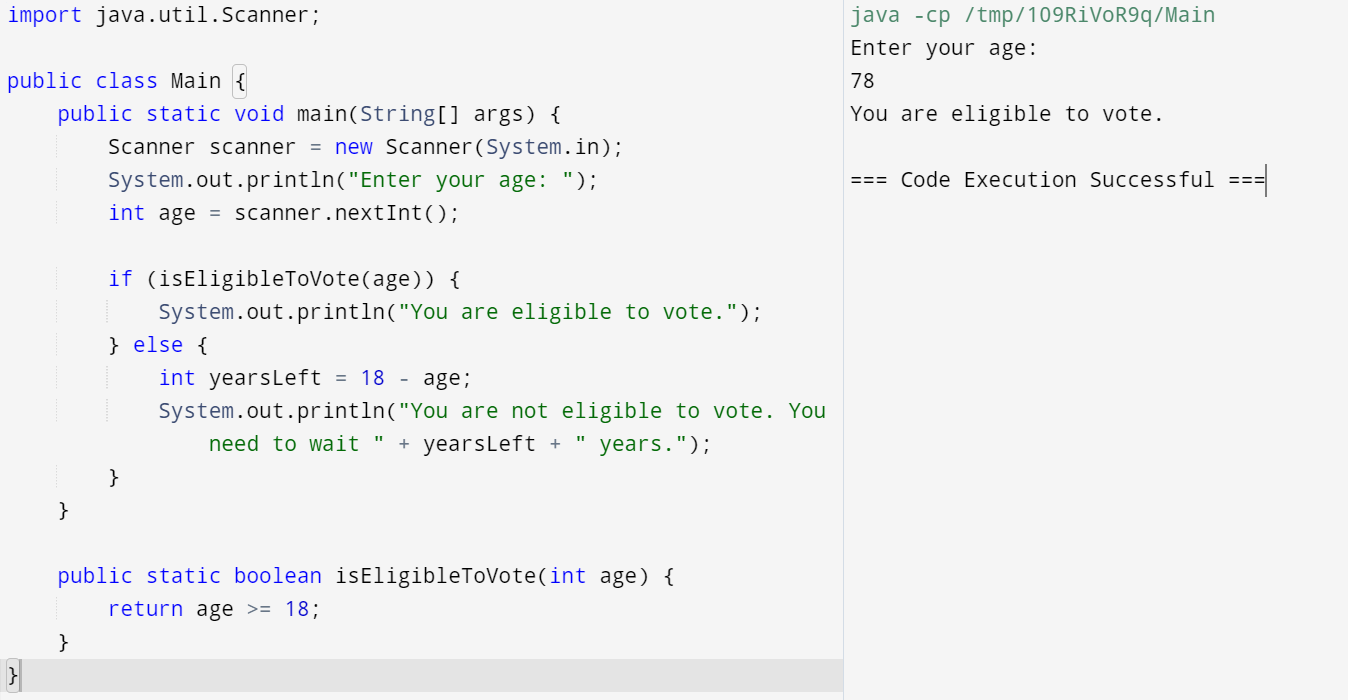 import java.util.Scanner;

public class Main {
    public static void main(String[] args) {
        Scanner scanner = new Scanner(System.in);
        System.out.println("Enter your age: ");
        int age = scanner.nextInt();

        if (isEligibleToVote(age)) {
            System.out.println("You are eligible to vote.");
        } else {
            int yearsLeft = 18 - age;
            System.out.println("You are not eligible to vote. You
                need to wait " + yearsLeft + " years.");
        }
    }

    public static boolean isEligibleToVote(int age) {
        return age >= 18;
    }
}
java -cp /tmp/1O9RiVoR9q/Main
Enter your age:
78
You are eligible to vote.

=== Code Execution Successful ===